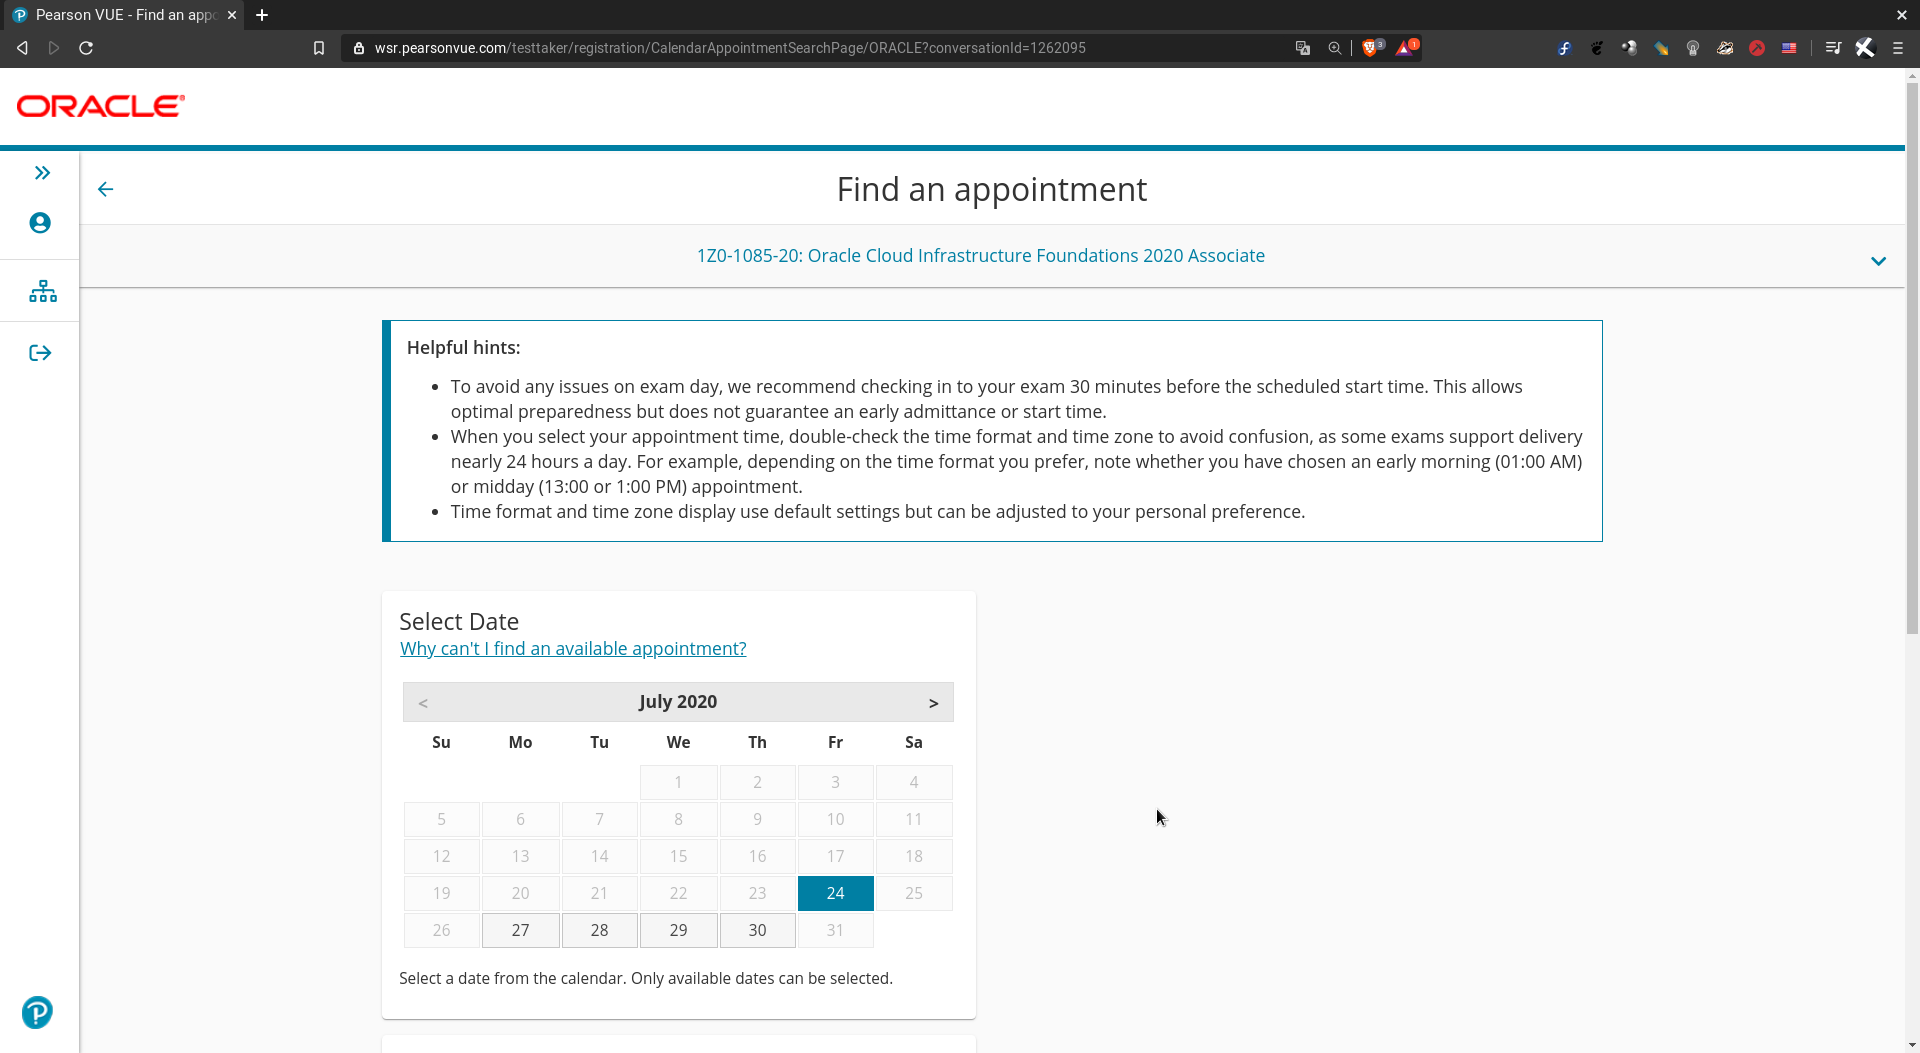 Pearson VUE - Find an appo
wsr.pearsonvue.com/testtaker/registration/CalendarAppointmentSearchPage/ORACLE?conversationId=1262095
3
1
ORACLE®
Find an appointment
1Z0-1085-20: Oracle Cloud Infrastructure Foundations 2020 Associate
Helpful hints:
• To avoid any issues on exam day, we recommend checking in to your exam 30 minutes before the scheduled start time. This allows
optimal preparedness but does not guarantee an early admittance or start time.
• When you select your appointment time, double-check the time format and time zone to avoid confusion, as some exams support delivery
nearly 24 hours a day. For example, depending on the time format you prefer, note whether you have chosen an early morning (01:00 AM)
or midday (13:00 or 1:00 PM) appointment.
• Time format and time zone display use default settings but can be adjusted to your personal preference.
Select Date
Why can't I find an available appointment?
< July 2020 >
Su Mo Tu We Th Fr Sa
1 2 3 4
5 6 7 8 9 10 11
12 13 14 15 16 17 18
19 20 21 22 23 24 25
26 27 28 29 30 31
Select a date from the calendar. Only available dates can be selected.